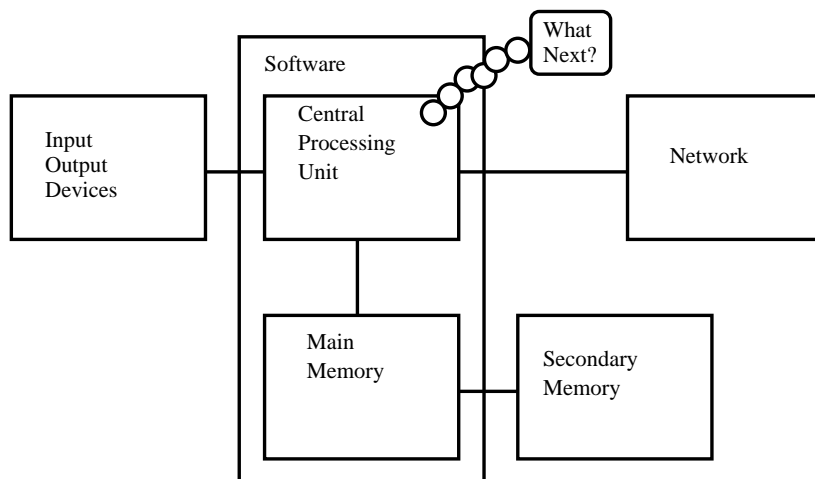 What
Next?
Software
Central
Processing
Unit
Input
Output
Devices
Network
Main
Memory
Secondary
Memory